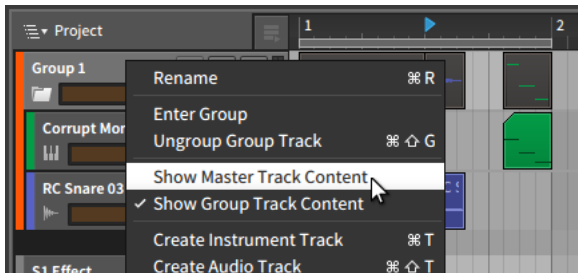 Project
1
2
Group 1
Rename ⌘ R
Enter Group
Corrupt Mor
Ungroup Group Track ⌘ ⇧ G
Show Master Track Content
RC Snare 03
✓ Show Group Track Content
Create Instrument Track ⌘ T
S1 Effect
Create Audio Track ⌘ ⇧ T